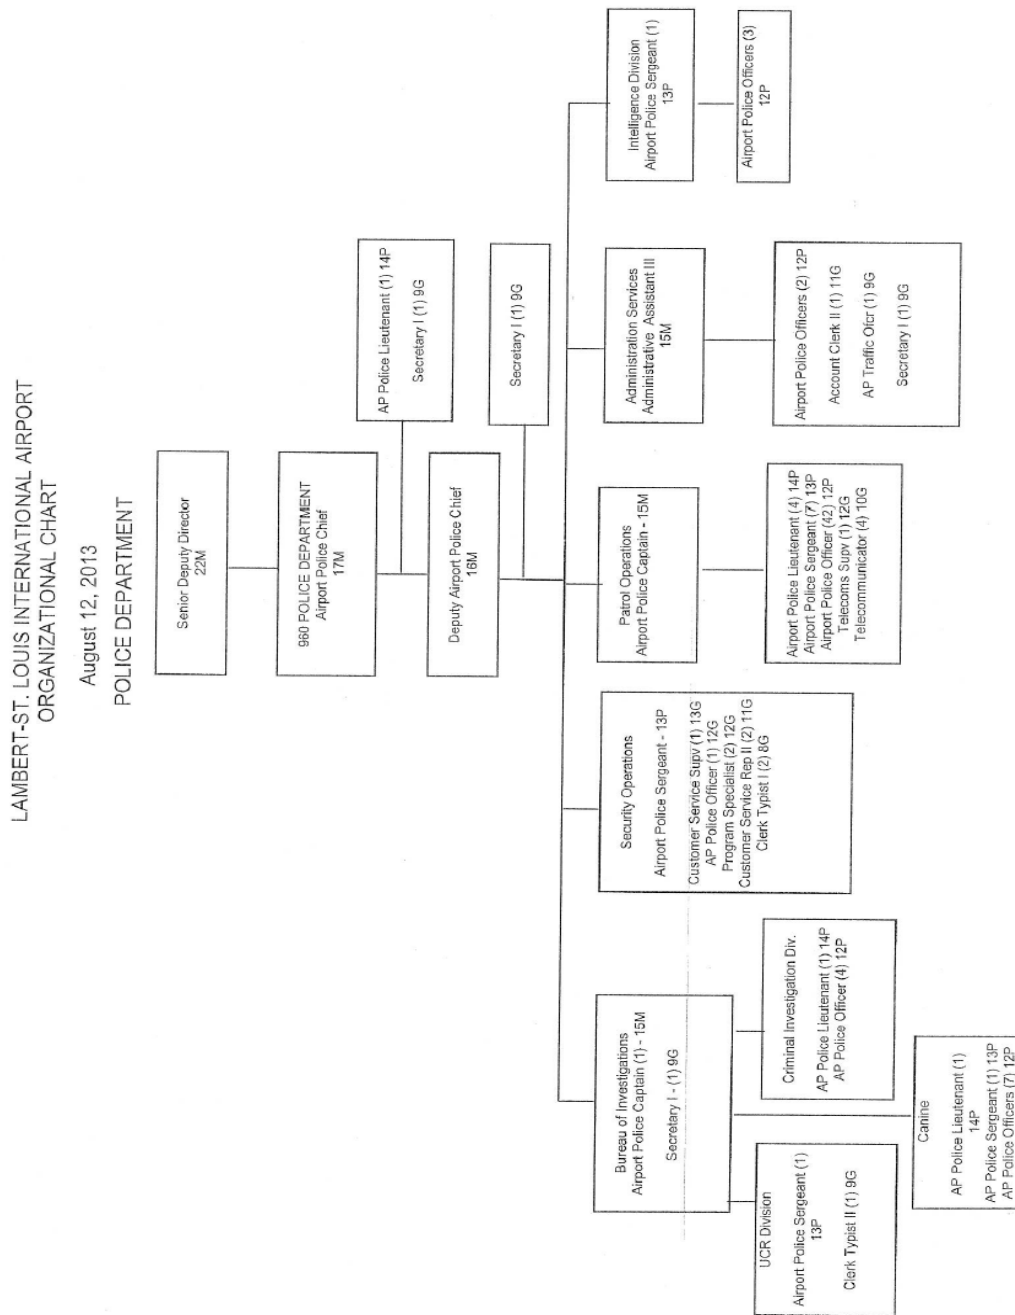 LAMBERT-ST. LOUIS INTERNATIONAL AIRPORT
ORGANIZATIONAL CHART
August 12, 2013
POLICE DEPARTMENT
Senior Deputy Director
22M
960 POLICE DEPARTMENT
Airport Police Chief
17M
AP Police Lieutenant (1) 14P
Secretary I (1) 9G
Deputy Airport Police Chief
16M
Secretary I (1) 9G
Bureau of Investigations
Airport Police Captain (1) - 15M
Secretary I - (1) 9G
UCR Division
Airport Police Sergeant (1)
13P
Clerk Typist II (1) 9G
Canine
AP Police Lieutenant (1)
14P
AP Police Sergeant (1) 13P
AP Police Officers (7) 12P
Criminal Investigation Div.
AP Police Lieutenant (1) 14P
AP Police Officer (4) 12P
Security Operations
Airport Police Sergeant - 13P
Customer Service Supv (1) 13G
AP Police Officer (1) 12G
Program Specialist (2) 12G
Customer Service Rep II (2) 11G
Clerk Typist I (2) 8G
Patrol Operations
Airport Police Captain - 15M
Airport Police Lieutenant (4) 14P
Airport Police Sergeant (7) 13P
Airport Police Officer (42) 12P
Telecoms Supv (1) 12G
Telecommunicator (4) 10G
Administration Services
Administrative Assistant III
15M
Airport Police Officers (2) 12P
Account Clerk II (1) 11G
AP Traffic Ofcr (1) 9G
Secretary I (1) 9G
Intelligence Division
Airport Police Sergeant (1)
13P
Airport Police Officers (3)
12P